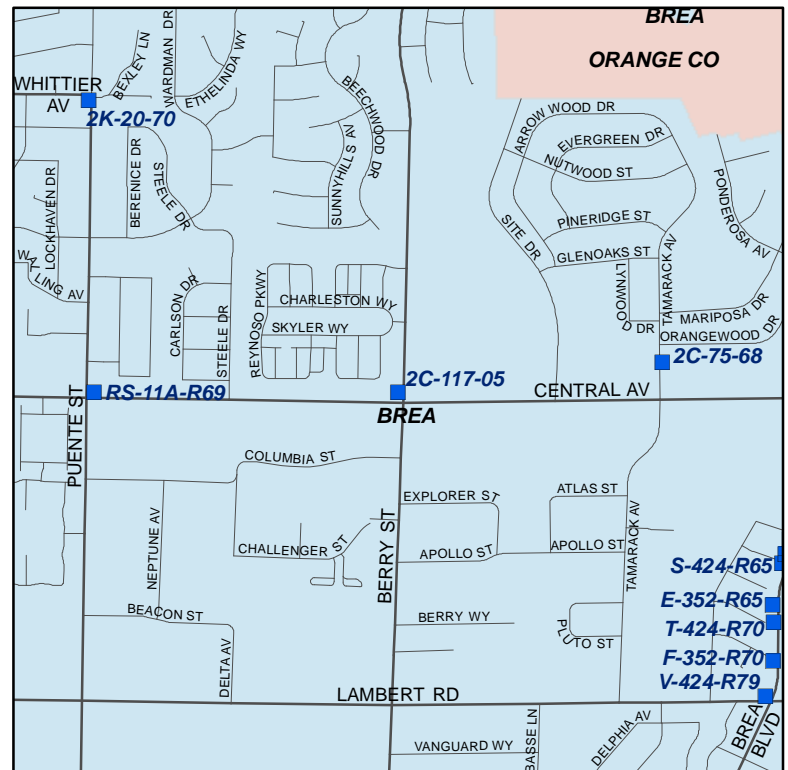 BREA
ORANGE CO
WHITTIER
AV
BEXLEY LN
WARDMAN DR
ETHELINDA WY
BEECHWOOD DR
ARROW WOOD DR
EVERGREEN DR
NUTWOOD ST
2K-20-70
BERENICE DR
STEELE DR
SUNNYHILLS AV
PONDEROSA AV
LOCKHAVEN DR
SITE DR
PINERIDGE ST
GLENOAKS ST
WALLING AV
CARLSON DR
STEELE DR
REYNOSO PKWY
CHARLESTON WY
SKYLER WY
LYNWOOD DR
TAMARACK AV
MARIPOSA DR
ORANGEWOOD DR
2C-75-68
RS-11A-R69
2C-117-05
CENTRAL AV
BREA
PUENTE ST
COLUMBIA ST
NEPTUNE AV
CHALLENGER ST
BERRY ST
EXPLORER ST
ATLAS ST
APOLLO ST
APOLLO ST
TAMARACK AV
S-424-R65
E-352-R65
T-424-R70
F-352-R70
V-424-R79
BEACON ST
DELTA AV
BERRY WY
PLUTO ST
LAMBERT RD
BREA
BLVD
VANGUARD WY
BASSE LN
DELPHIA AV